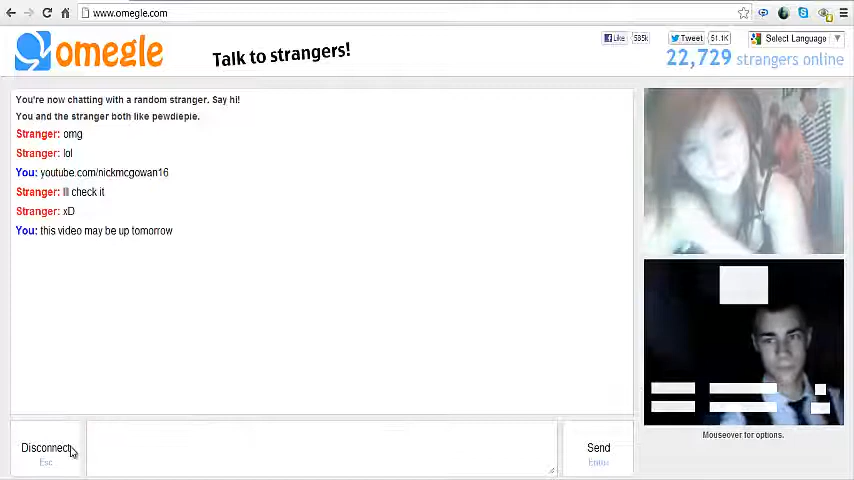 www.omegle.com
omegle
Talk to strangers!
Like 585k
Tweet 51.1K
Select Language
22,729 strangers online
You're now chatting with a random stranger. Say hi!
You and the stranger both like pewdiepie.
Stranger: omg
Stranger: lol
You: youtube.com/nickmcgowan16
Stranger: Ill check it
Stranger: xD
You: this video may be up tomorrow
Mouseover for options.
Disconnect
Esc
Send
Enter